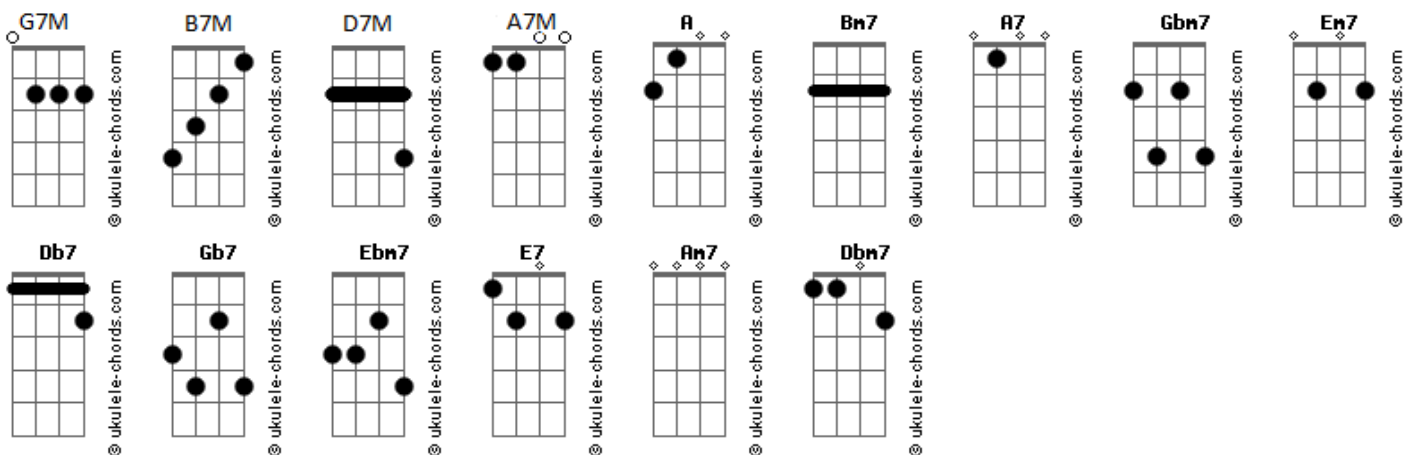 G7M B7M D7M A7M A Bm7 A7 Gbm7 Em7
© ukulele-chords.com © ukulele-chords.com © ukulele-chords.com © ukulele-chords.com © ukulele-chords.com © ukulele-chords.com © ukulele-chords.com © ukulele-chords.com © ukulele-chords.com
Db7 Gb7 Ebm7 E7 Am7 Dbm7
© ukulele-chords.com © ukulele-chords.com © ukulele-chords.com © ukulele-chords.com © ukulele-chords.com © ukulele-chords.com